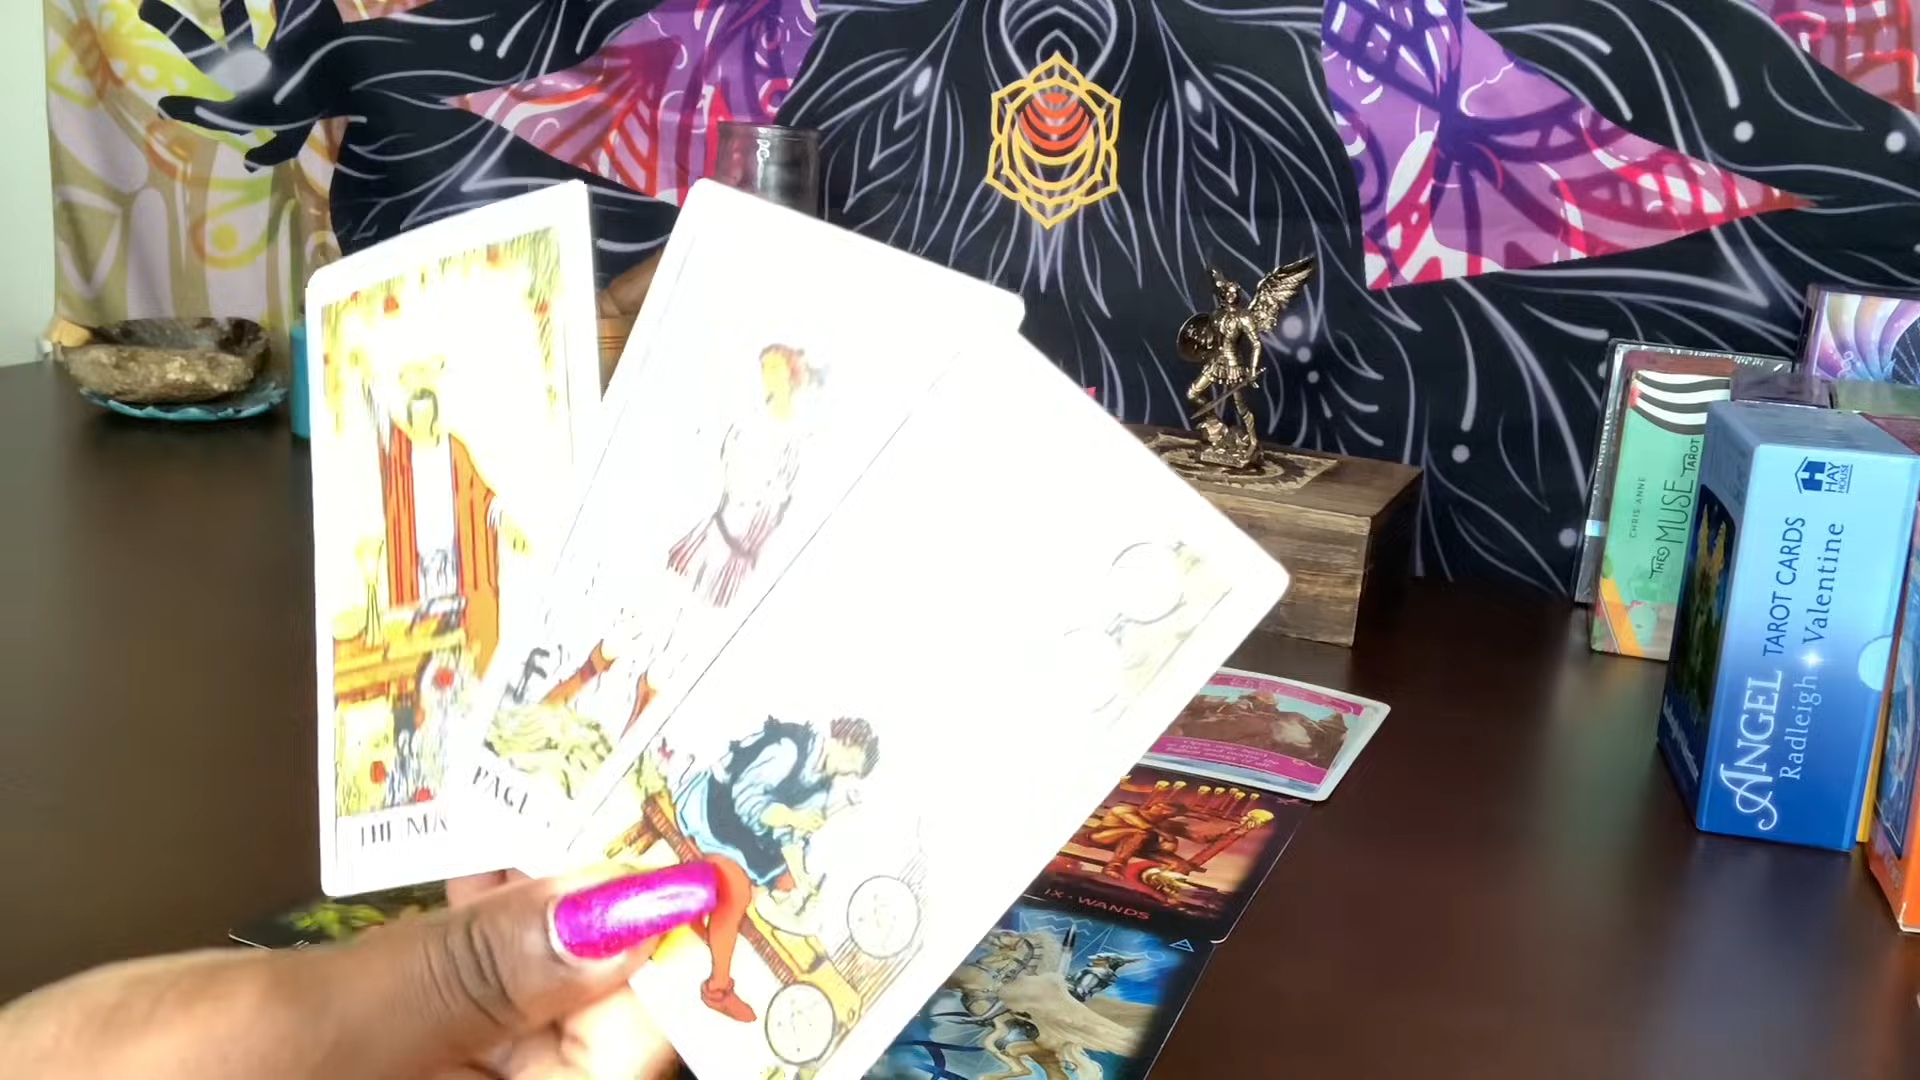 THE MA
PAGE
IX · WANDS
CHRIS-ANNE
THE MUSE TAROT
HAY
HOUSE
ANGEL TAROT CARDS
Radleigh Valentine